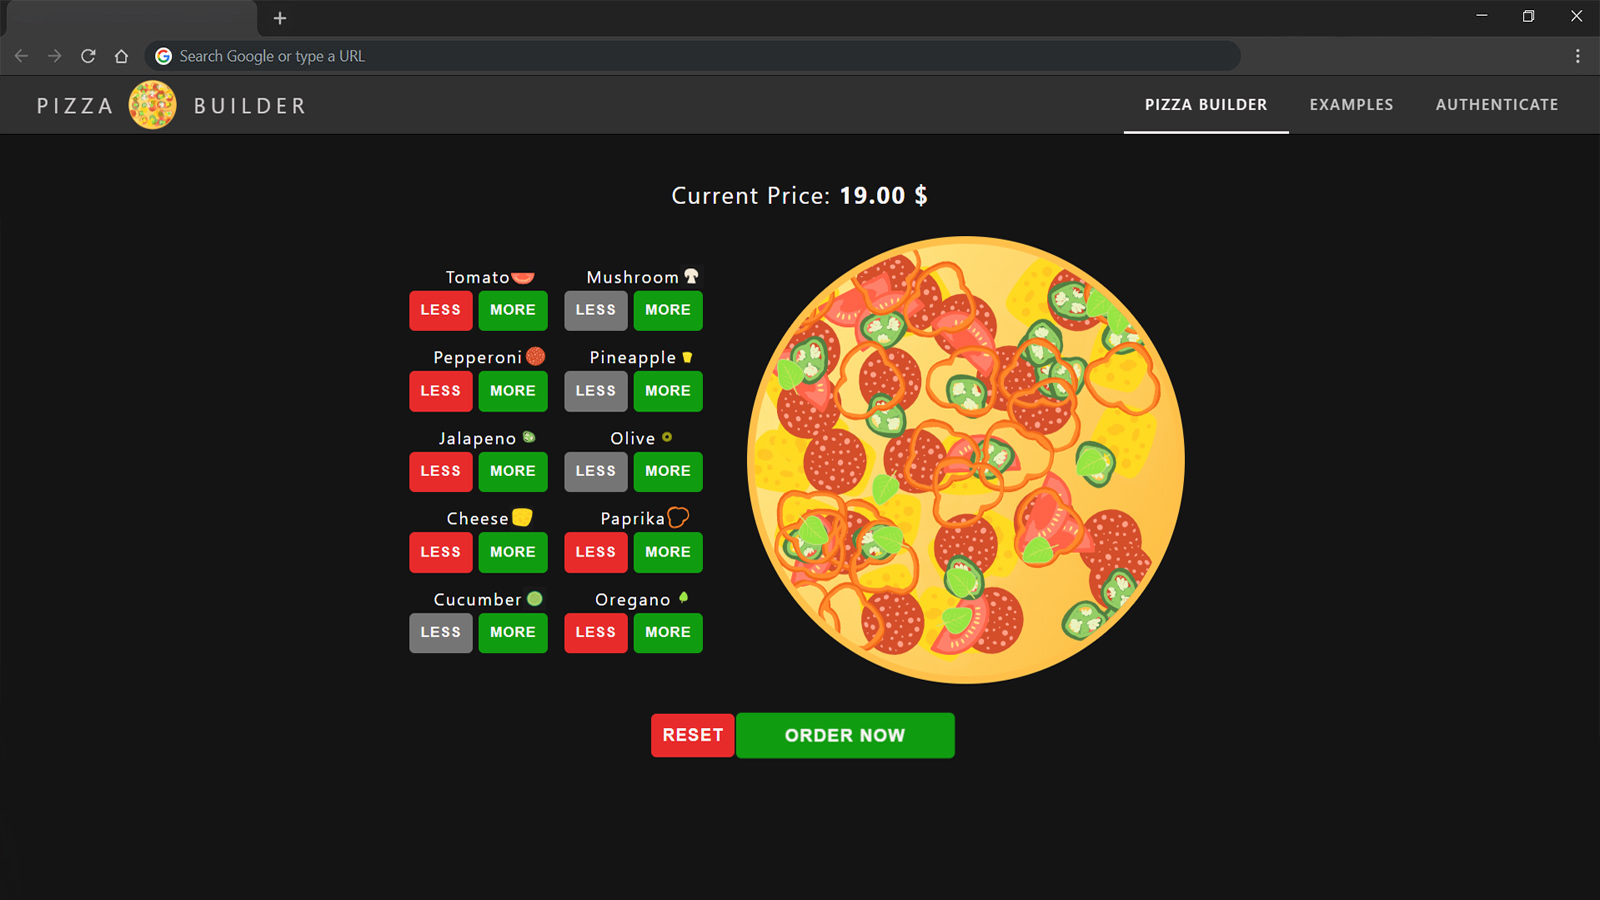 Search Google or type a URL
PIZZA BUILDER
PIZZA BUILDER EXAMPLES AUTHENTICATE
Current Price: 19.00 $
Tomato Mushroom
LESS MORE LESS MORE
Pepperoni Pineapple
LESS MORE LESS MORE
Jalapeno Olive
LESS MORE LESS MORE
Cheese Paprika
LESS MORE LESS MORE
Cucumber Oregano
LESS MORE LESS MORE
RESET ORDER NOW